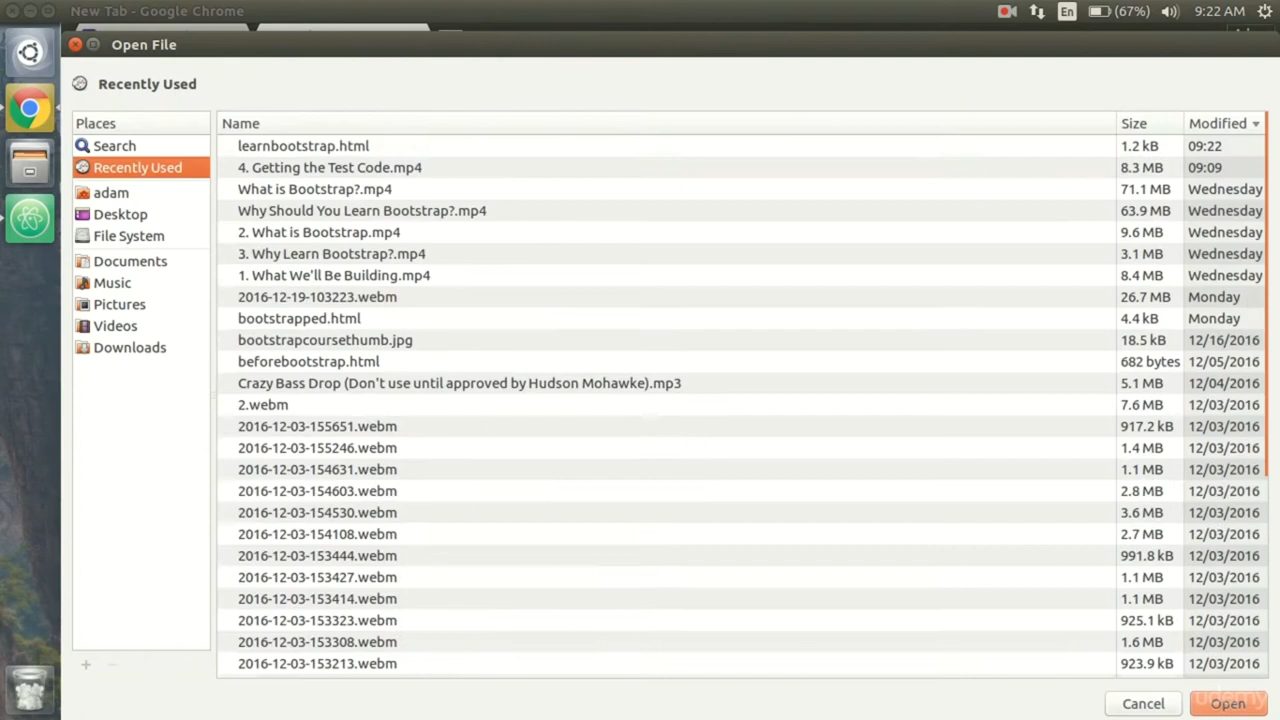 New Tab - Google Chrome
En
(67%)
9:22 AM
Open File
Recently Used
Places
Search
Recently Used
adam
Desktop
File System
Documents
Music
Pictures
Videos
Downloads
Name Size Modified
learnbootstrap.html 1.2 kB 09:22
4. Getting the Test Code.mp4 8.3 MB 09:09
What is Bootstrap?.mp4 71.1 MB Wednesday
Why Should You Learn Bootstrap?.mp4 63.9 MB Wednesday
2. What is Bootstrap.mp4 9.6 MB Wednesday
3. Why Learn Bootstrap?.mp4 3.1 MB Wednesday
1. What We'll Be Building.mp4 8.4 MB Wednesday
2016-12-19-103223.webm 26.7 MB Monday
bootstrapped.html 4.4 kB Monday
bootstrapcoursethumb.jpg 18.5 kB 12/16/2016
beforebootstrap.html 682 bytes 12/05/2016
Crazy Bass Drop (Don't use until approved by Hudson Mohawke).mp3 5.1 MB 12/04/2016
2.webm 7.6 MB 12/03/2016
2016-12-03-155651.webm 917.2 kB 12/03/2016
2016-12-03-155246.webm 1.4 MB 12/03/2016
2016-12-03-154631.webm 1.1 MB 12/03/2016
2016-12-03-154603.webm 2.8 MB 12/03/2016
2016-12-03-154530.webm 3.6 MB 12/03/2016
2016-12-03-154108.webm 2.7 MB 12/03/2016
2016-12-03-153444.webm 991.8 kB 12/03/2016
2016-12-03-153427.webm 1.1 MB 12/03/2016
2016-12-03-153414.webm 1.1 MB 12/03/2016
2016-12-03-153323.webm 925.1 kB 12/03/2016
2016-12-03-153308.webm 1.6 MB 12/03/2016
2016-12-03-153213.webm 923.9 kB 12/03/2016
Cancel
Open
udemy